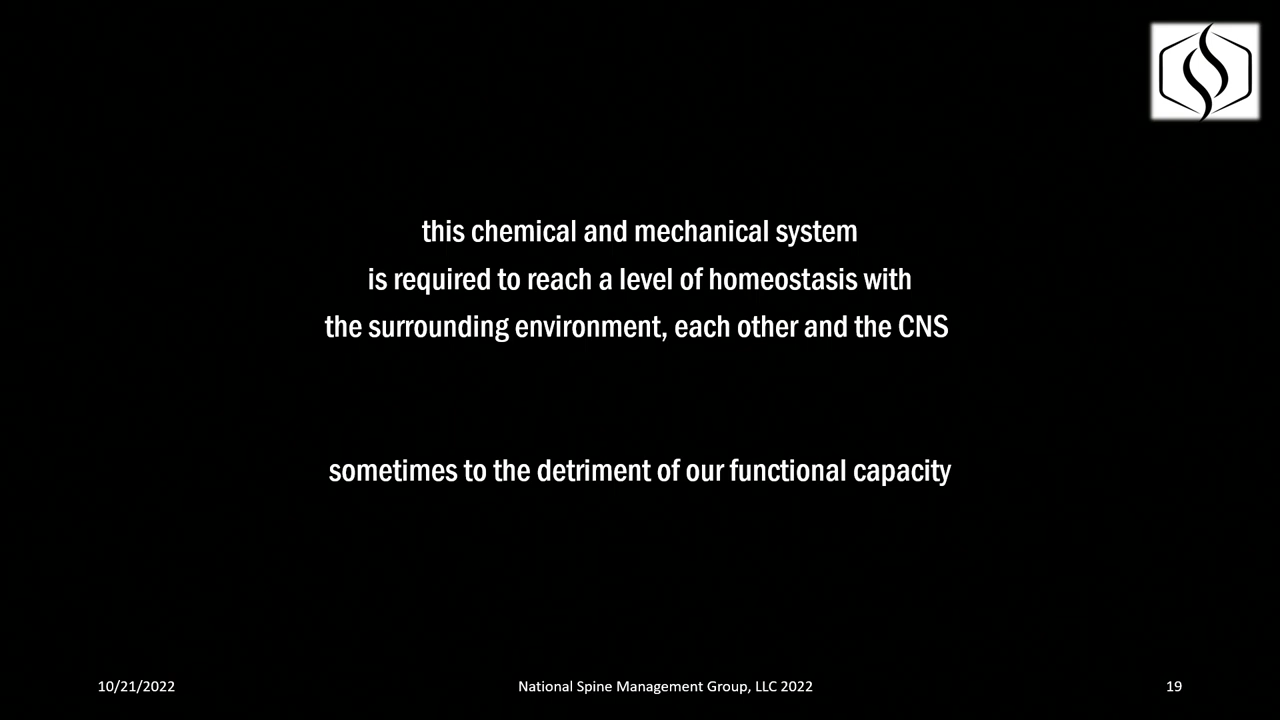 this chemical and mechanical system
is required to reach a level of homeostasis with
the surrounding environment, each other and the CNS
sometimes to the detriment of our functional capacity
10/21/2022
National Spine Management Group, LLC 2022
19